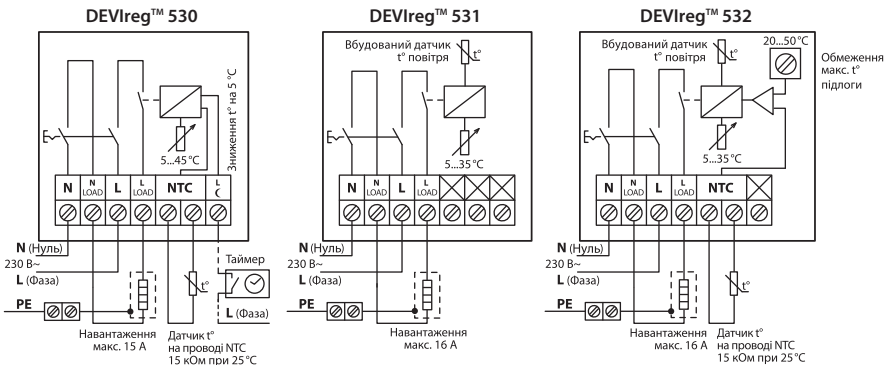 DEVIreg™ 530
Зниження t° на 5 °C
5...45°C
N
N
LOAD
L
L
LOAD
NTC
L
☾
N (Нуль)
230 В~
L (Фаза)
PE
Таймер
t°
L (Фаза)
Навантаження
макс. 15 А
Датчик t°
на проводі NTC
15 кОм при 25°C
DEVIreg™ 531
Вбудований датчик
t° повітря
t°
5...35°C
N
N
LOAD
L
L
LOAD
N (Нуль)
230 В~
L (Фаза)
PE
Навантаження
макс. 16 А
DEVIreg™ 532
Вбудований датчик
t° повітря
t°
20...50°C
Обмеження
макс. t°
підлоги
5...35°C
N
N
LOAD
L
L
LOAD
NTC
N (Нуль)
230 В~
L (Фаза)
PE
t°
Навантаження
макс. 16 А
Датчик t°
на проводі NTC
15 кОм при 25°C